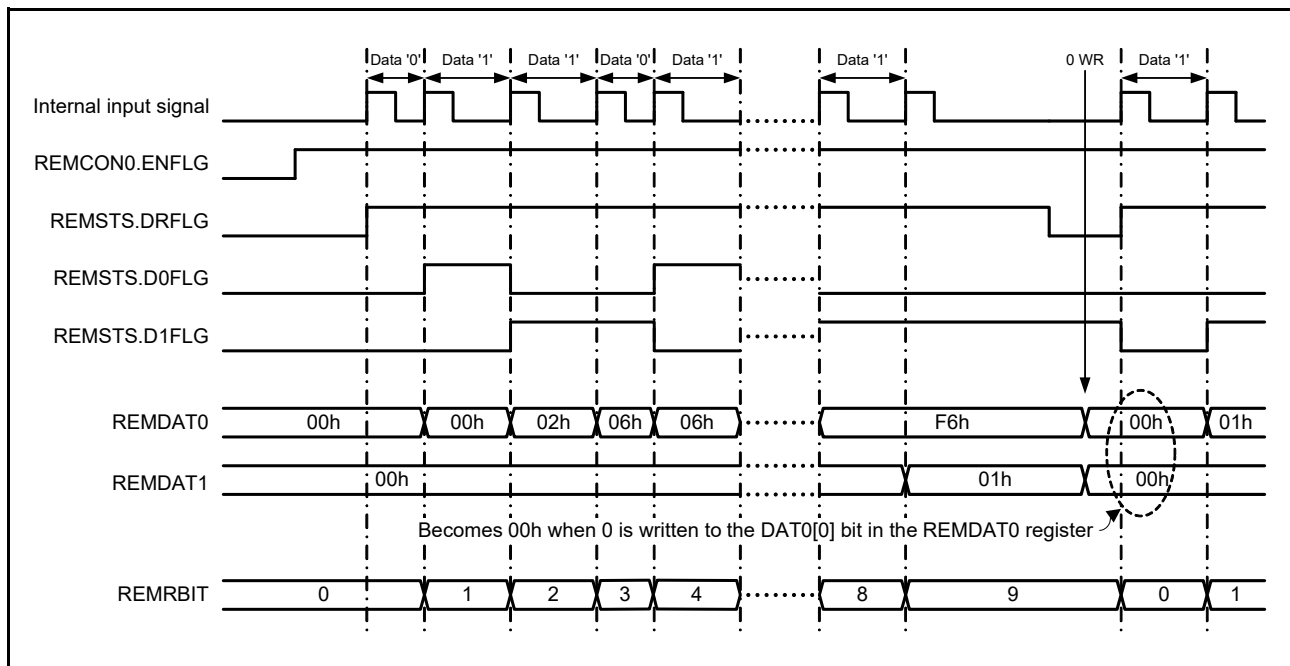 Data '0' Data '1' Data '1' Data '0' Data '1' Data '1' 0 WR Data '1'
Internal input signal
REMCON0.ENFLG
REMSTS.DRFLG
REMSTS.D0FLG
REMSTS.D1FLG
REMDAT0 00h 00h 02h 06h 06h F6h 00h 01h
REMDAT1 00h 01h 00h
Becomes 00h when 0 is written to the DAT0[0] bit in the REMDAT0 register
REMRBIT 0 1 2 3 4 8 9 0 1